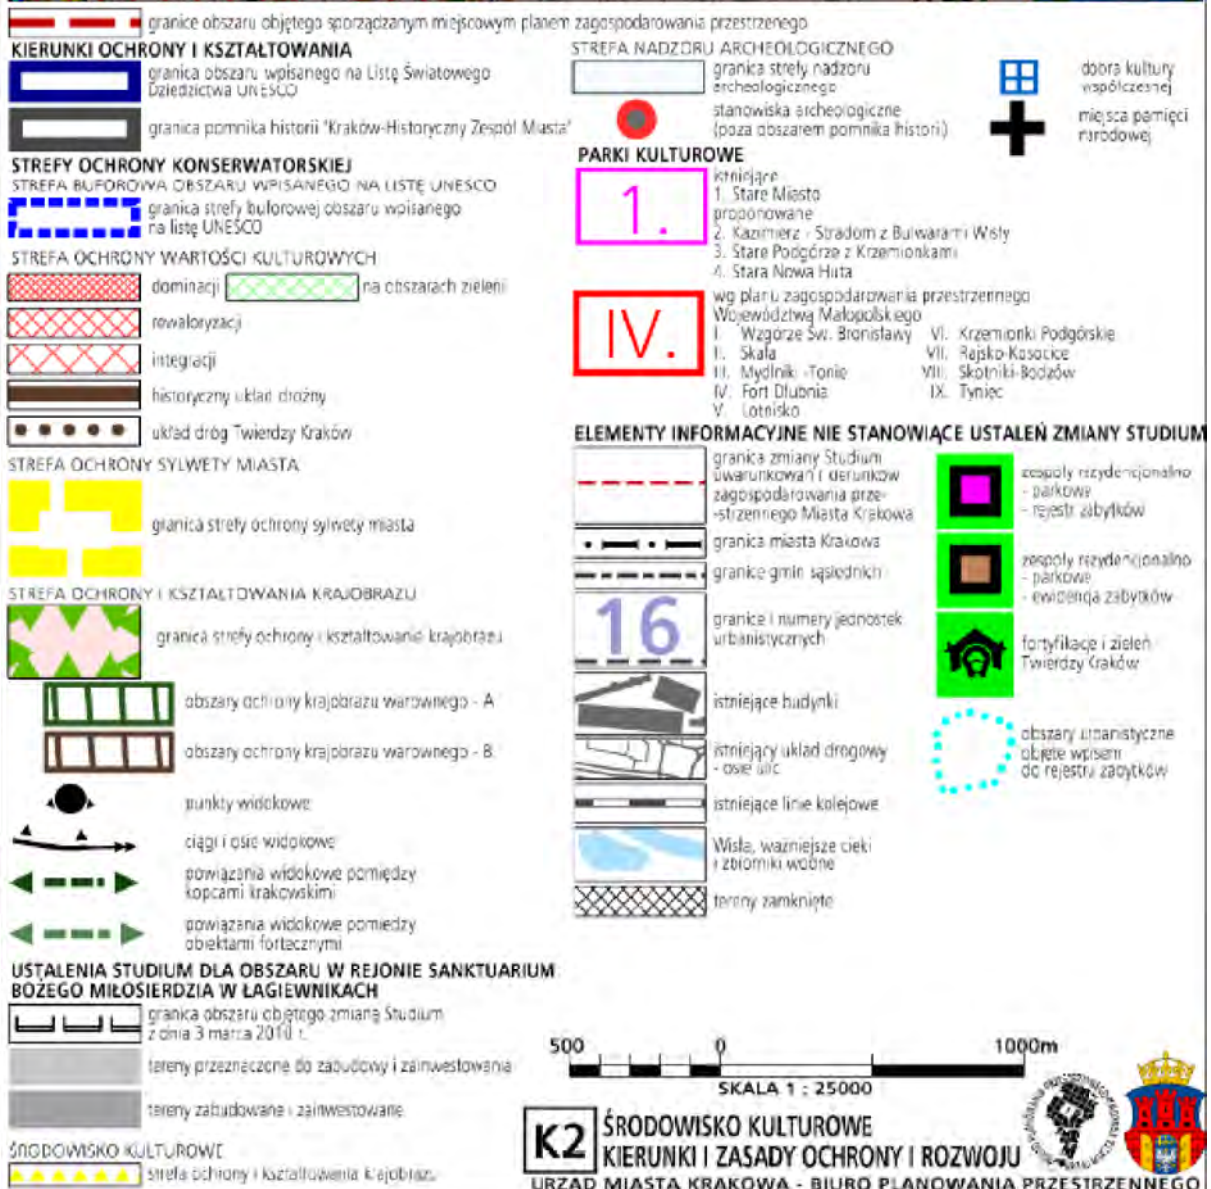 granice obszaru objętego sporządzanym miejscowym planem zagospodarowania przestrzenego
KIERUNKI OCHRONY I KSZTAŁTOWANIA
granica obszaru wpisanego na Listę Światowego
Dziedzictwa UNESCO
granica pomnika historii "Kraków-Historyczny Zespół Miasta"
STREFY OCHRONY KONSERWATORSKIEJ
STREFA BUFOROWA OBSZARU WPISANEGO NA LISTĘ UNESCO
granica strefy buforowej obszaru wpisanego
na listę UNESCO
STREFA OCHRONY WARTOŚCI KULTUROWYCH
dominacji
na obszarach zieleni
rewaloryzacji
integracji
historyczny układ drożny
układ dróg Twierdzy Kraków
STREFA OCHRONY SYLWETY MIASTA
granica strefy ochrony sylwety miasta
STREFA OCHRONY I KSZTAŁTOWANIA KRAJOBRAZU
granica strefy ochrony i kształtowanie krajobrazu
obszary ochrony krajobrazu warownego - A
obszary ochrony krajobrazu warownego - B
punkty widokowe
ciągi i osie widokowe
powiązania widokowe pomiędzy
kopcami krakowskimi
powiązania widokowe pomiedzy
obiektami fortecznymi
USTALENIA STUDIUM DLA OBSZARU W REJONIE SANKTUARIUM
BOŻEGO MIŁOSIERDZIA W ŁAGIEWNIKACH
granica obszaru objętego zmianą Studium
z dnia 3 marca 2010 r.
tereny przeznaczone do zabudowy i zainwestowania
tereny zabudowane i zainwestowane
ŚRODOWISKO KULTUROWE
strefa ochrony i kształtowania krajobrazu
STREFA NADZORU ARCHEOLOGICZNEGO
granica strefy nadzoru
archeologicznego
stanowiska archeologiczne
(poza obszarem pomnika historii)
dobra kultury
współczesnej
miejsca pamięci
narodowej
PARKI KULTUROWE
1.
istniejące
1. Stare Miasto
proponowane
2. Kazimierz - Stradom z Bulwarami Wisły
3. Stare Podgórze z Krzemionkami
4. Stara Nowa Huta
IV.
wg planu zagospodarowania przestrzennego
Województwa Małopolskiego
I. Wzgórze Św. Bronisławy
II. Skała
III. Mydlniki -Tonie
IV. Fort Dłubnia
V. Lotnisko
VI. Krzemionki Podgórskie
VII. Rajsko-Kosocice
VIII. Skotniki-Bodzów
IX. Tyniec
ELEMENTY INFORMACYJNE NIE STANOWIĄCE USTALEŃ ZMIANY STUDIUM
granica zmiany Studium
uwarunkowań i kierunków
zagospodarowania prze-
-strzennego Miasta Krakowa
granica miasta Krakowa
granice gmin sąsiednich
16
granice i numery jednostek
urbanistycznych
istniejące budynki
istniejący układ drogowy
- osie ulic
istniejące linie kolejowe
Wisła, ważniejsze cieki
i zbiorniki wodne
tereny zamknięte
zespoły rezydencjonalno
- parkowe
- rejestr zabytków
zespoły rezydencjonalno
- parkowe
- ewidencja zabytków
fortyfikacje i zieleń
Twierdzy Kraków
obszary urbanistyczne
objęte wpisem
do rejestru zabytków
500 0 1000m
SKALA 1 : 25000
K2
ŚRODOWISKO KULTUROWE
KIERUNKI I ZASADY OCHRONY I ROZWOJU
URZĄD MIASTA KRAKOWA - BIURO PLANOWANIA PRZESTRZENNEGO